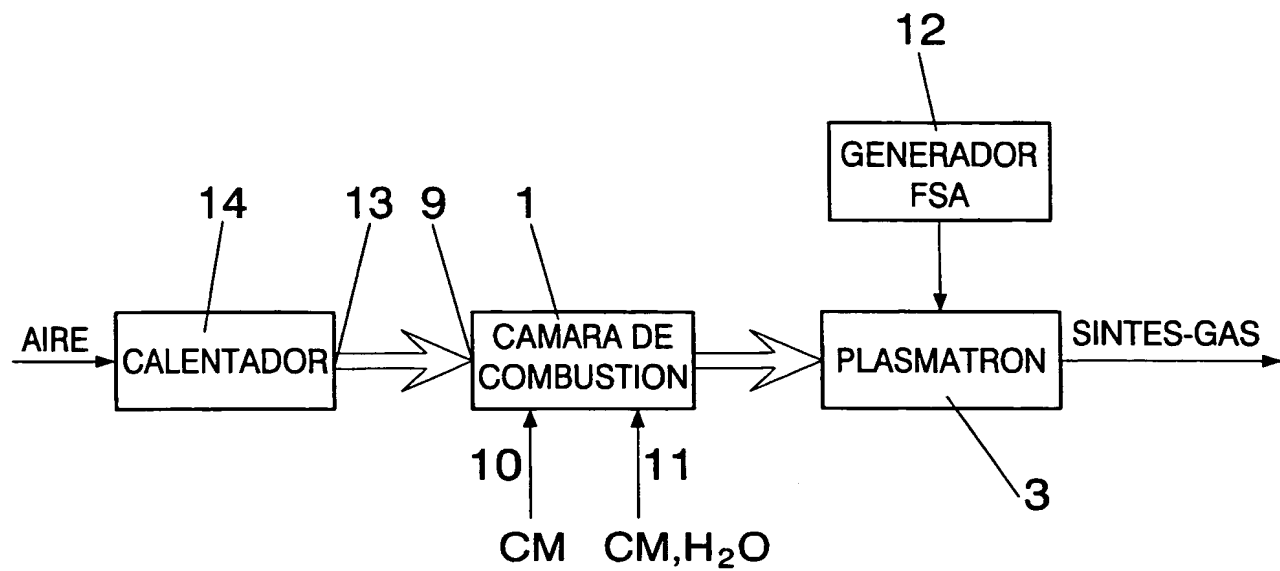 12
GENERADOR
FSA
14
13
9
1
AIRE
CALENTADOR
CAMARA DE
COMBUSTION
PLASMATRON
SINTES-GAS
10
11
3
CM
CM,H₂O